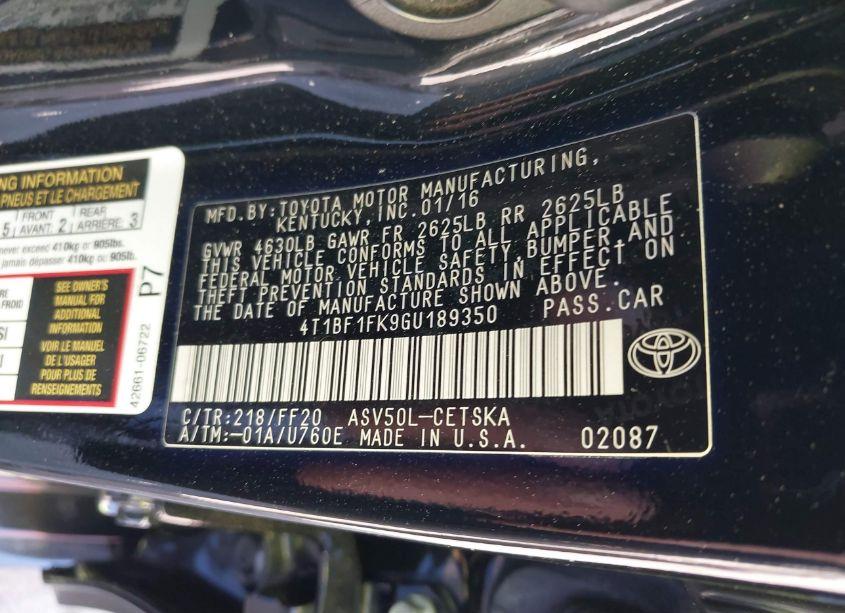 NG INFORMATION
PNEUS ET LE CHARGEMENT
5 FRONT AVANT: 2 REAR ARRIÈRE: 3
never exceed 410kg or 905lbs.
jamais dépasser 410kg ou 905lb.
SEE OWNER'S
MANUAL FOR
ADDITIONAL
INFORMATION
VOIR LE MANUEL
DE L'USAGER
POUR PLUS DE
RENSEIGNEMENTS
FROID
P7
42661-06722
MFD.BY:TOYOTA MOTOR MANUFACTURING,
KENTUCKY,INC.01/16
GVWR 4630LB GAWR FR 2625LB RR 2625LB
THIS VEHICLE CONFORMS TO ALL APPLICABLE
FEDERAL MOTOR VEHICLE SAFETY,BUMPER,AND
THEFT PREVENTION STANDARDS IN EFFECT ON
THE DATE OF MANUFACTURE SHOWN ABOVE.
4T1BF1FK9GU189350 PASS.CAR
C/TR:218/FF20 ASV50L-CETSKA
A/TM:-01A/U760E MADE IN U.S.A. 02087